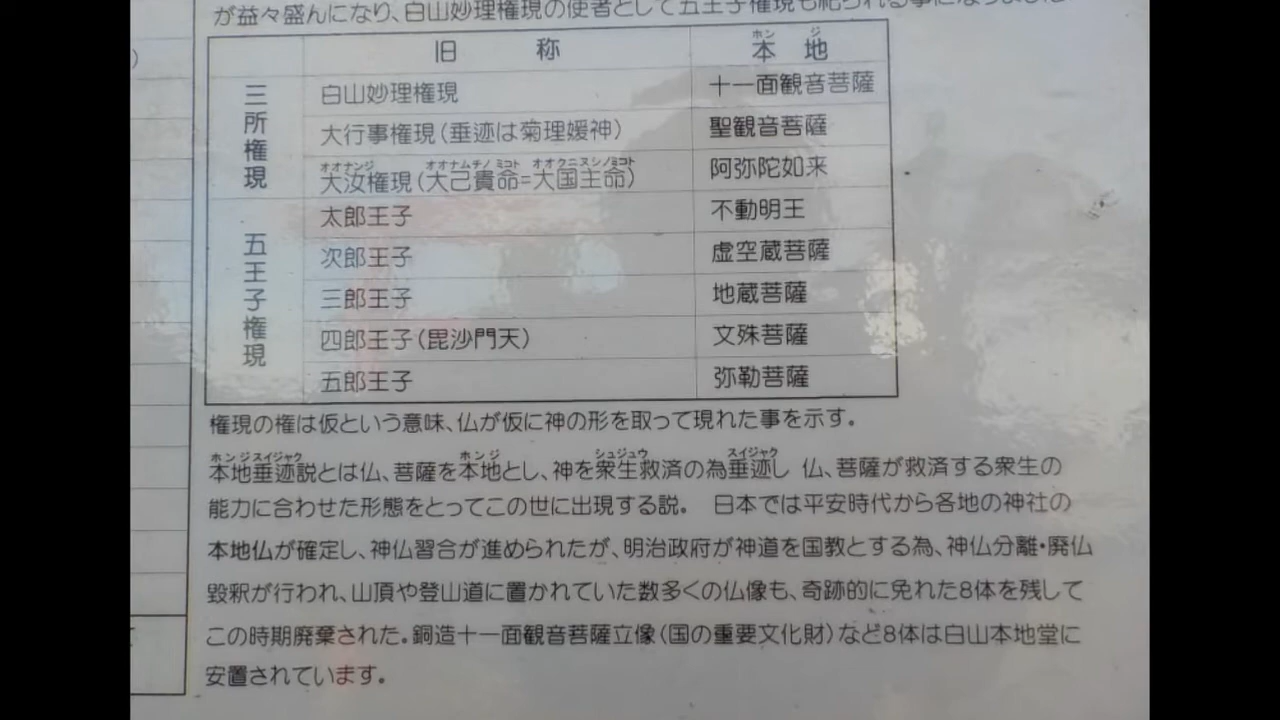 が益々盛んになり、白山妙理権現の使者として五王子権現も祀られる事になりました
旧 称 本 地
ホン ジ
三所権現
白山妙理権現 十一面観音菩薩
大行事権現(垂迹は菊理媛神) 聖観音菩薩
オオナンジ オオナムチノ ミコト オオクニヌシノミコト
大汝権現(大己貴命=大国主命) 阿弥陀如来
五王子権現
太郎王子 不動明王
次郎王子 虚空蔵菩薩
三郎王子 地蔵菩薩
四郎王子(毘沙門天) 文殊菩薩
五郎王子 弥勒菩薩
権現の権は仮という意味、仏が仮に神の形を取って現れた事を示す。
ホンジスイジャク ホンジ シュジュウ スイジャク
本地垂迹説とは仏、菩薩を本地とし、神を衆生救済の為垂迹し 仏、菩薩が救済する衆生の
能力に合わせた形態をとってこの世に出現する説。 日本では平安時代から各地の神社の
本地仏が確定し、神仏習合が進められたが、明治政府が神道を国教とする為、神仏分離・廃仏
毀釈が行われ、山頂や登山道に置かれていた数多くの仏像も、奇跡的に免れた8体を残して
この時期廃棄された。銅造十一面観音菩薩立像(国の重要文化財)など8体は白山本地堂に
安置されています。